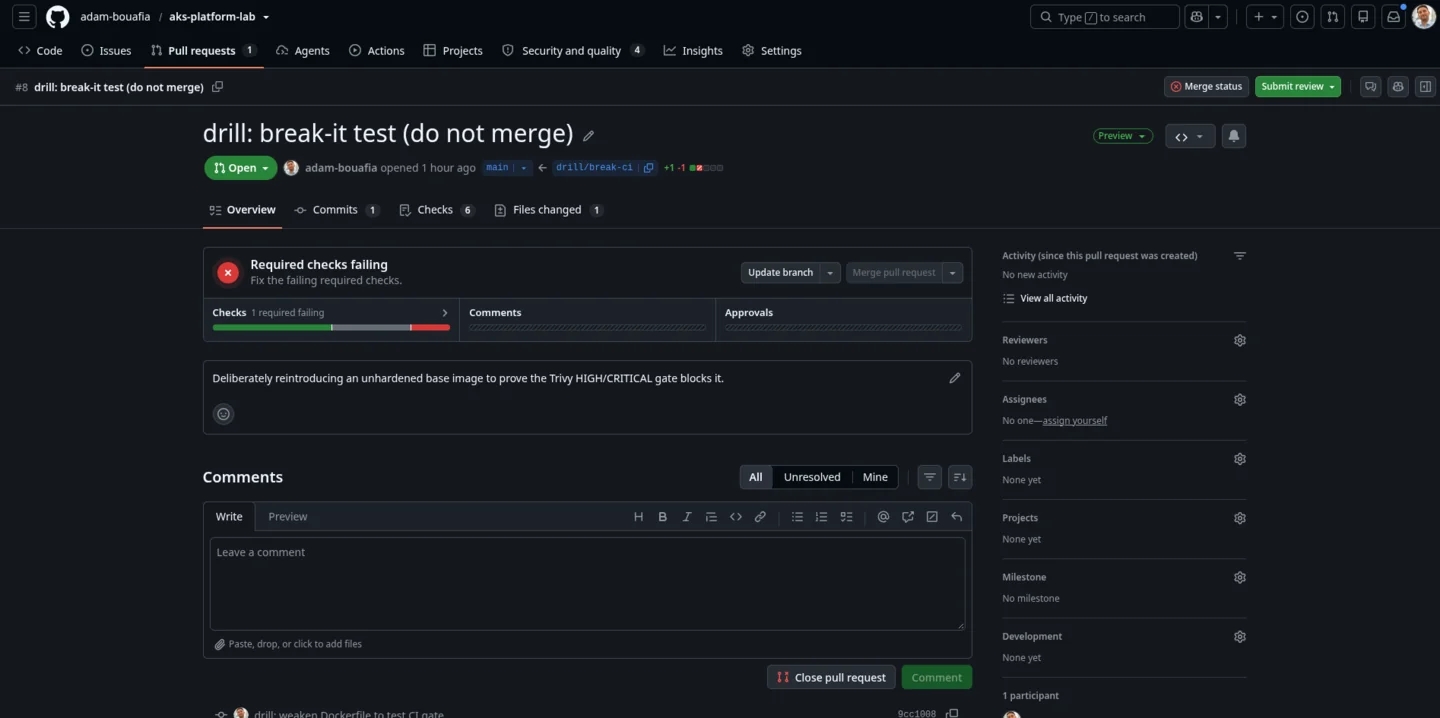 adam-bouafia / aks-platform-lab
Type / to search
Code
Issues
Pull requests 1
Agents
Actions
Projects
Security and quality 4
Insights
Settings
#8 drill: break-it test (do not merge)
Merge status
Submit review
drill: break-it test (do not merge)
Preview
Open
adam-bouafia opened 1 hour ago main ← drill/break-ci +1 -1
Overview
Commits 1
Checks 6
Files changed 1
Required checks failing
Fix the failing required checks.
Update branch
Merge pull request
Checks 1 required failing
Comments
Approvals
Deliberately reintroducing an unhardened base image to prove the Trivy HIGH/CRITICAL gate blocks it.
Comments
All
Unresolved
Mine
Write
Preview
Leave a comment
Paste, drop, or click to add files
Close pull request
Comment
drill: weaken Dockerfile to test CI gate
9cc1008
Activity (since this pull request was created)
No new activity
View all activity
Reviewers
No reviewers
Assignees
No one—assign yourself
Labels
None yet
Projects
None yet
Milestone
No milestone
Development
None yet
1 participant